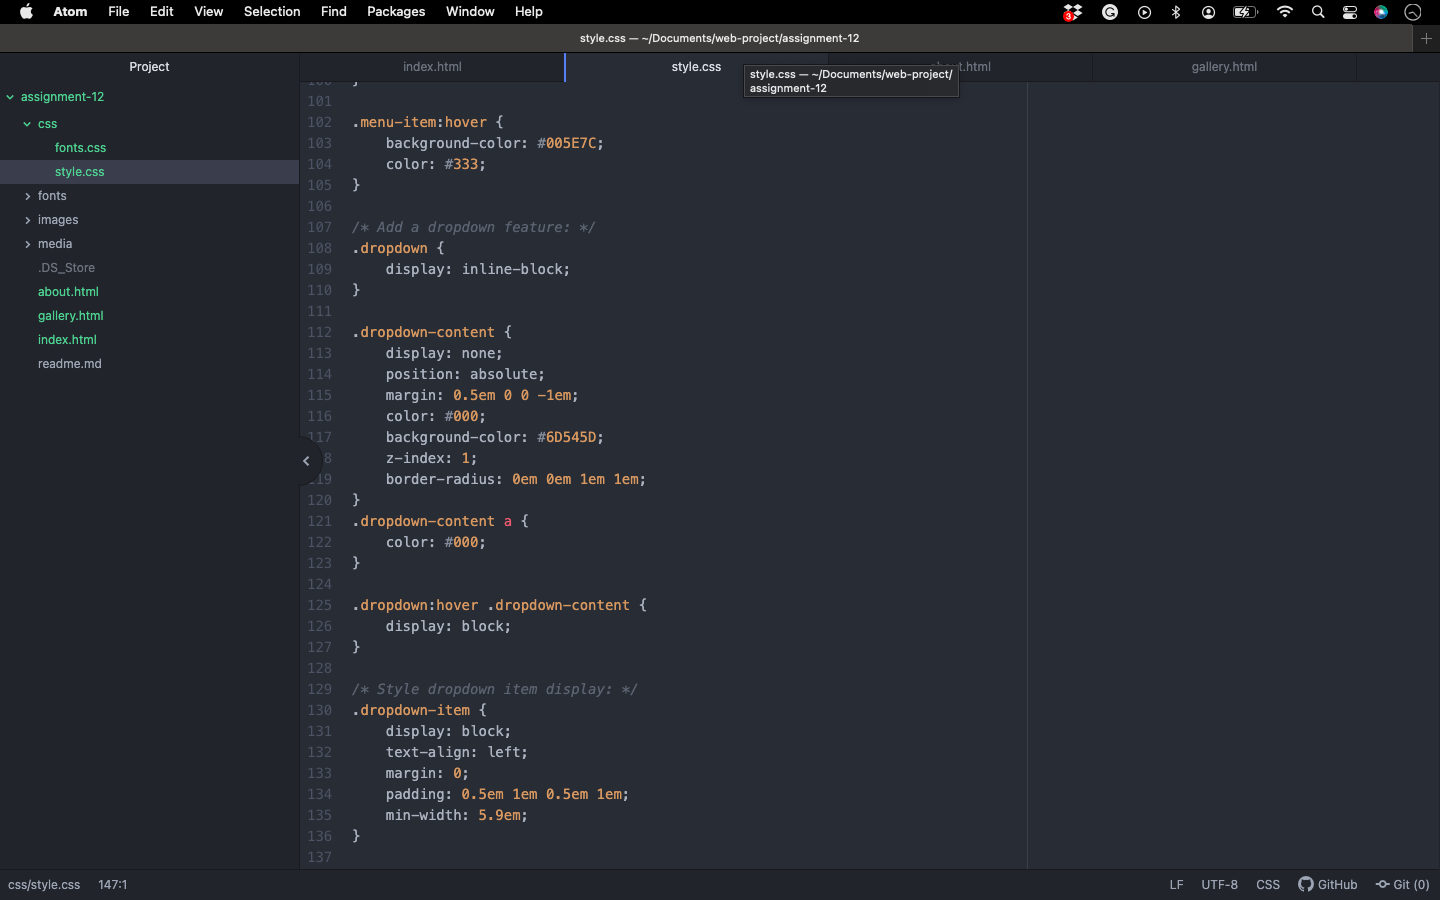 Atom File Edit View Selection Find Packages Window Help
3
style.css — ~/Documents/web-project/assignment-12
Project
index.html
style.css
gallery.html
style.css — ~/Documents/web-project/
assignment-12
assignment-12
css
fonts.css
style.css
fonts
images
media
.DS_Store
about.html
gallery.html
index.html
readme.md
101
102 .menu-item:hover {
103 background-color: #005E7C;
104 color: #333;
105 }
106
107 /* Add a dropdown feature: */
108 .dropdown {
109 display: inline-block;
110 }
111
112 .dropdown-content {
113 display: none;
114 position: absolute;
115 margin: 0.5em 0 0 -1em;
116 color: #000;
117 background-color: #6D545D;
8 z-index: 1;
19 border-radius: 0em 0em 1em 1em;
120 }
121 .dropdown-content a {
122 color: #000;
123 }
124
125 .dropdown:hover .dropdown-content {
126 display: block;
127 }
128
129 /* Style dropdown item display: */
130 .dropdown-item {
131 display: block;
132 text-align: left;
133 margin: 0;
134 padding: 0.5em 1em 0.5em 1em;
135 min-width: 5.9em;
136 }
137
css/style.css 147:1 LF UTF-8 CSS GitHub Git (0)